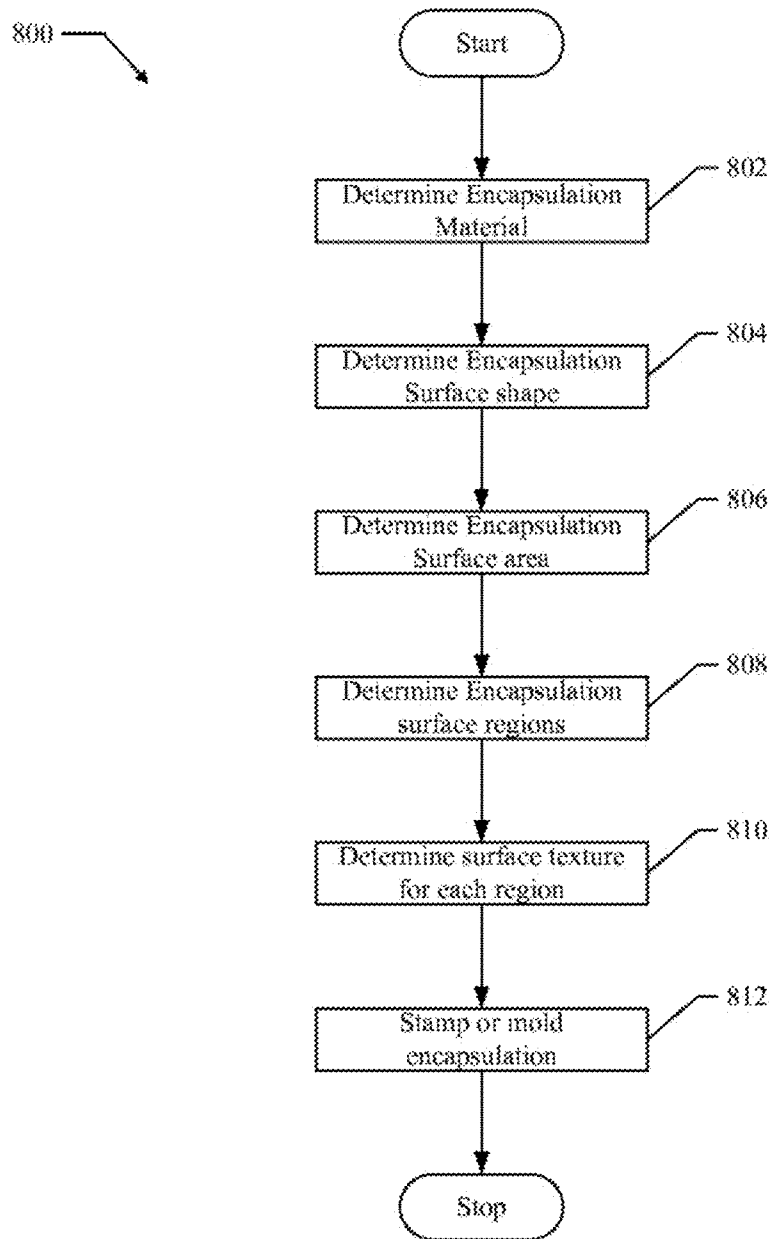 800
Start
802
Determine Encapsulation
Material
804
Determine Encapsulation
Surface shape
806
Determine Encapsulation
Surface area
808
Determine Encapsulation
surface regions
810
Determine surface texture
for each region
812
Stamp or mold
encapsulation
Stop